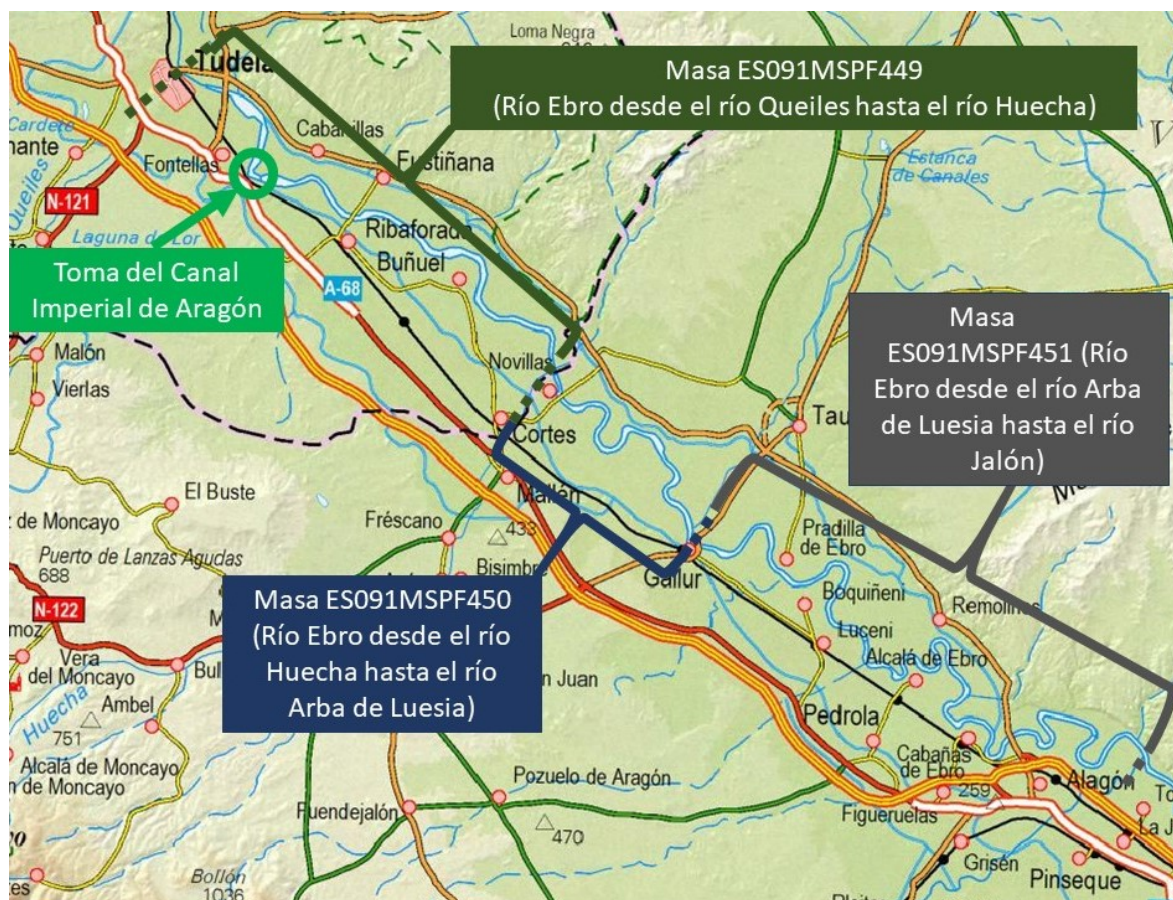 Loma Negra
Tudela
Masa ES091MSPF449
(Río Ebro desde el río Queiles hasta el río Huecha)
Cardete
Cabanillas
Fontellas
Fustiñana
Estanca
de Canales
Queiles
N-121
Laguna de Lor
Ribaforada
Buñuel
Toma del Canal
Imperial de Aragón
A-68
Masa
ES091MSPF451 (Río
Ebro desde el río Arba
de Luesia hasta el río
Jalón)
Malón
Vierlas
Novillas
Cortes
Mallén
El Buste
Fréscano
433
Pradilla
de Ebro
z de Moncayo
Puerto de Lanzas Agudas
688
Bisimbre
Gallur
Boquiñeni
Remolinos
N-122
Masa ES091MSPF450
(Río Ebro desde el río
Huecha hasta el río
Arba de Luesia)
Luceni
Alcalá de Ebro
Vera
del Moncayo
Huecha
Ambel
751
Pedrola
Cabañas
de Ebro
Alagón
Alcalá de Moncayo
n de Moncayo
Pozuelo de Aragón
259
Fuendejalón
Figueruelas
470
Grisén
Pinseque
Bollón
1036